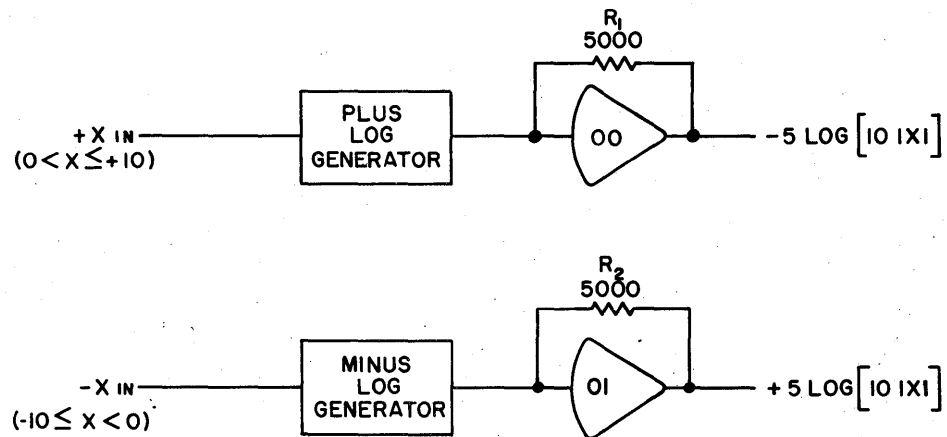 R1
5000
PLUS
LOG
GENERATOR
+X IN
(0 < X ≤ +10)
00
-5 LOG [10 |X|]
R2
5000
MINUS
LOG
GENERATOR
-X IN
(-10 ≤ X < 0)
01
+5 LOG [10 |X|]